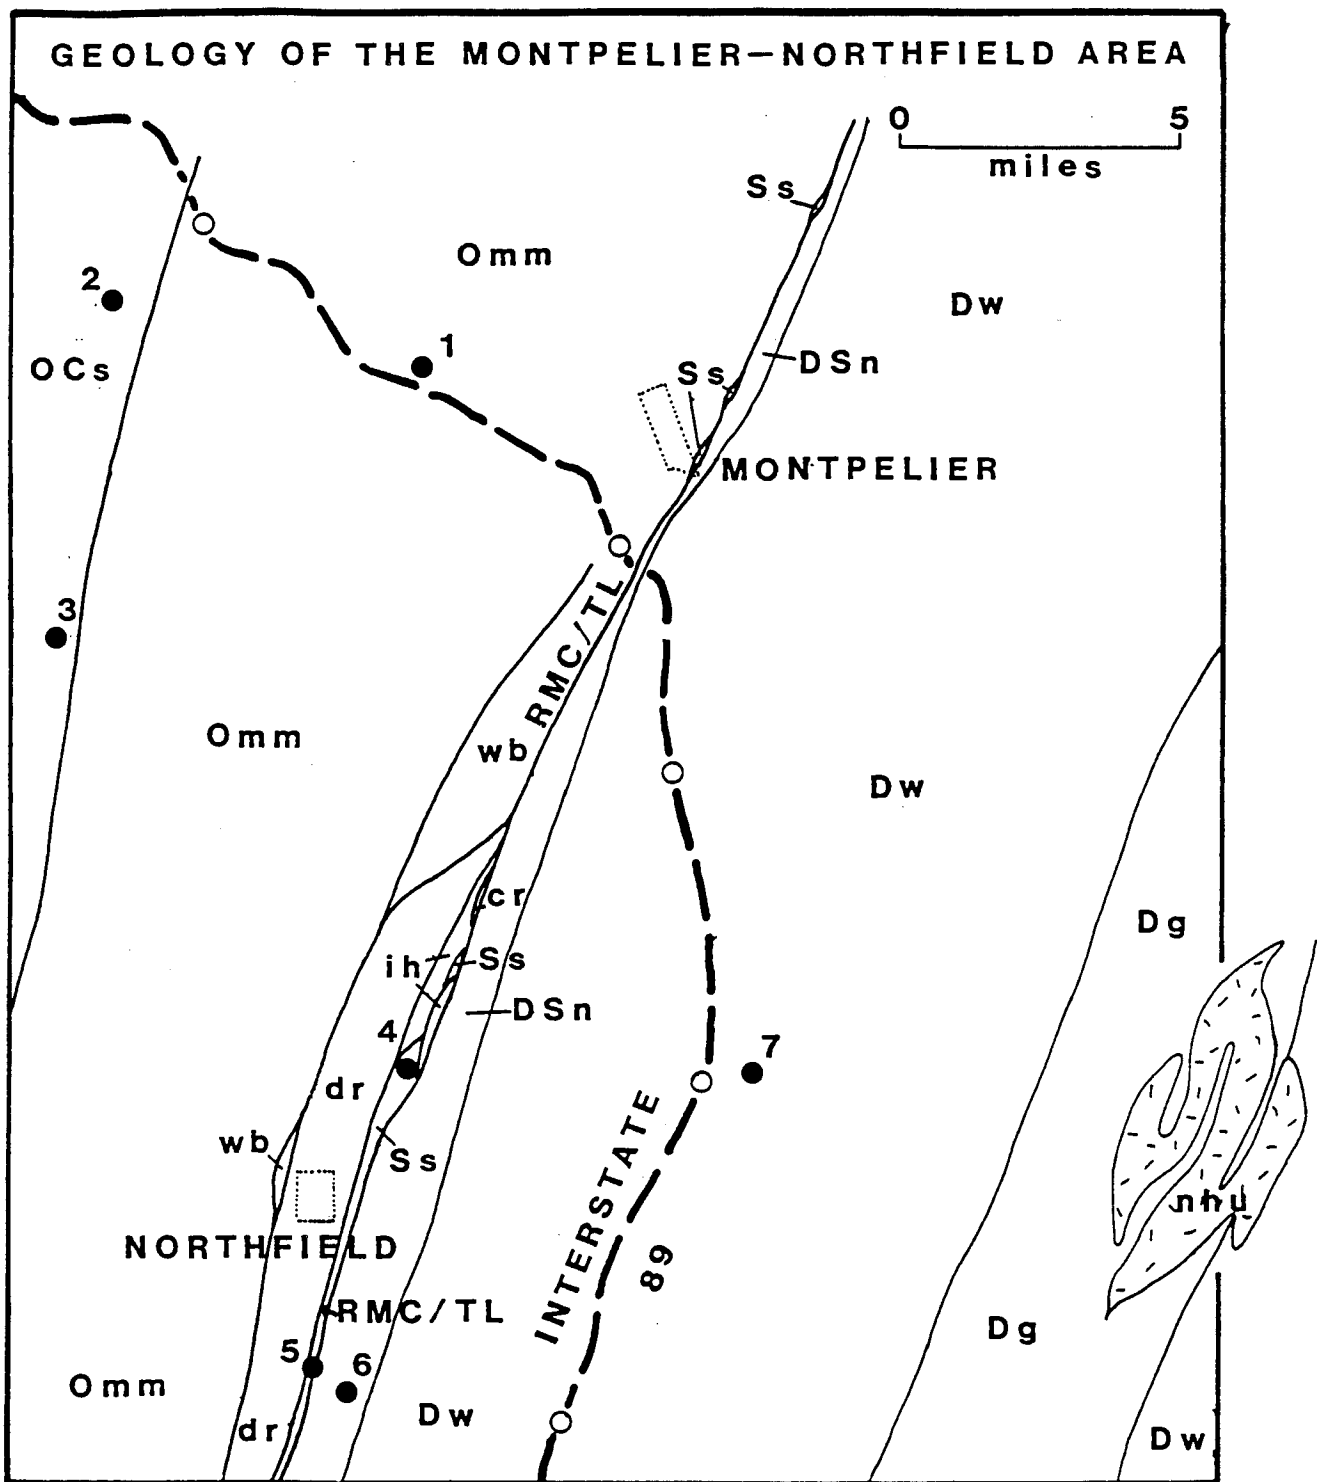 GEOLOGY OF THE MONTPELIER–NORTHFIELD AREA
0 5
miles
Ss
Omm
2
Dw
1
OCs
Ss
DSn
MONTPELIER
3
RMC/TL
Omm
wb
Dw
cr
Dg
ih
Ss
DSn
4
7
dr
wb
Ss
nhu
NORTHFIELD
INTERSTATE
89
RMC/TL
Dg
5
6
Omm
Dw
dr
Dw